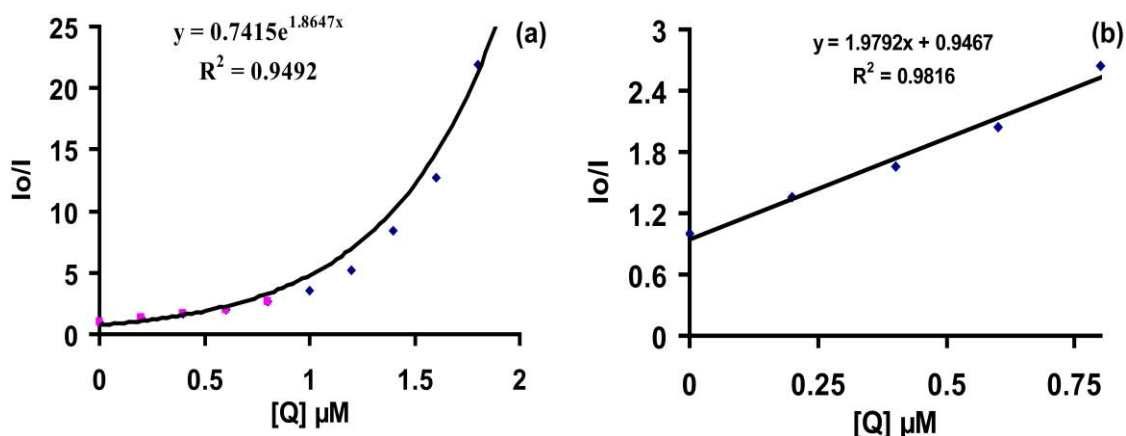 25
20
15
10
5
0
Io/I
y = 0.7415e^1.8647x
R² = 0.9492
(a)
0 0.5 1 1.5 2
[Q] µM
3
2.4
1.8
1.2
0.6
0
Io/I
y = 1.9792x + 0.9467
R² = 0.9816
(b)
0 0.25 0.5 0.75
[Q] µM